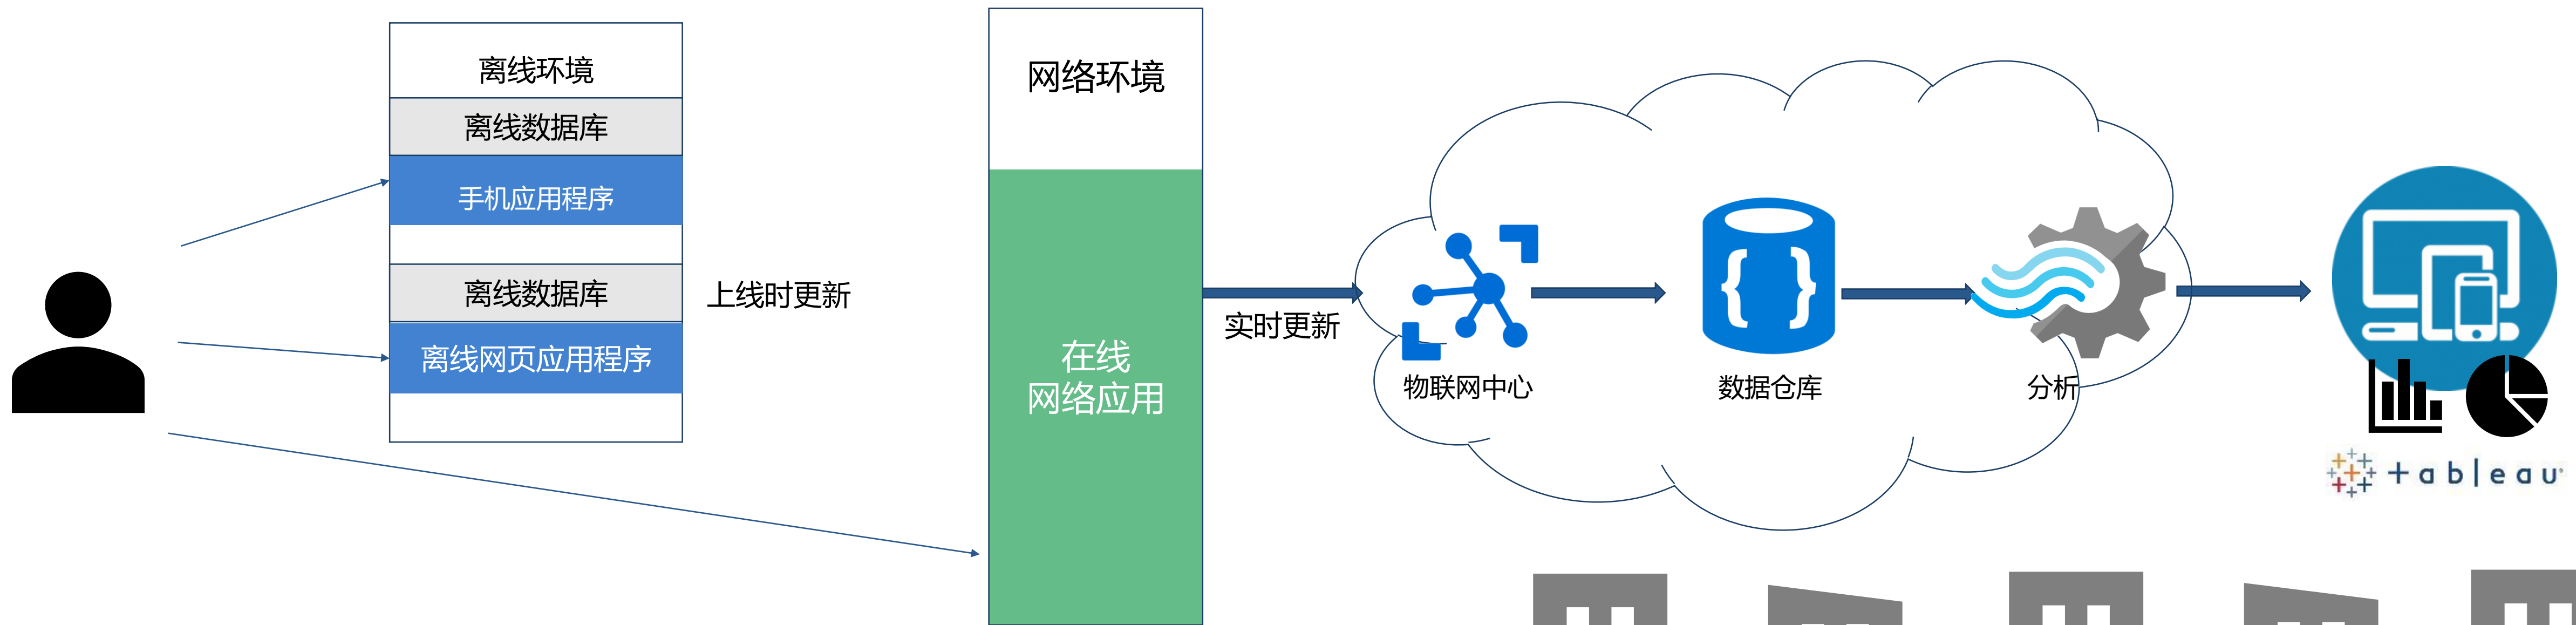 离线环境
离线数据库
手机应用程序
离线数据库
离线网页应用程序
上线时更新
网络环境
在线
网络应用
实时更新
物联网中心
数据仓库
分析
+ableau